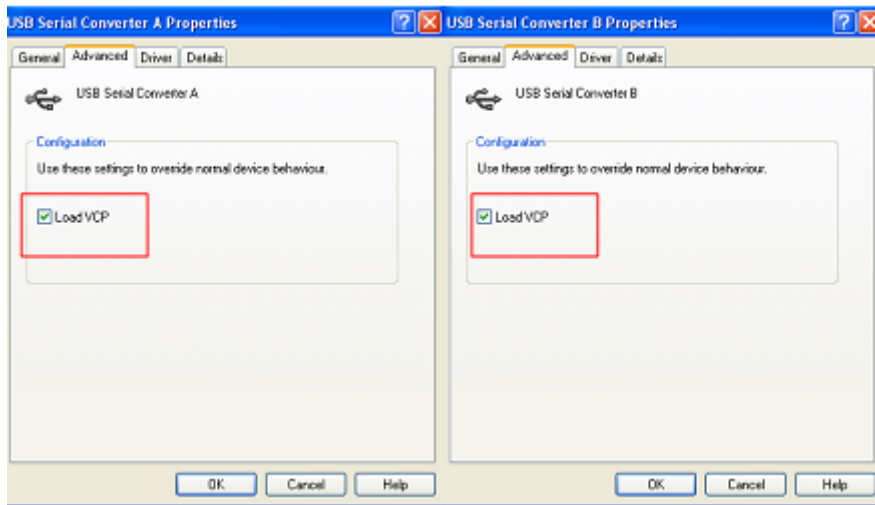 USB Serial Converter A Properties
General Advanced Driver Details
USB Serial Converter A
Configuration
Use these settings to override normal device behaviour.
Load VCP
OK Cancel Help
USB Serial Converter B Properties
General Advanced Driver Details
USB Serial Converter B
Configuration
Use these settings to override normal device behaviour.
Load VCP
OK Cancel Help